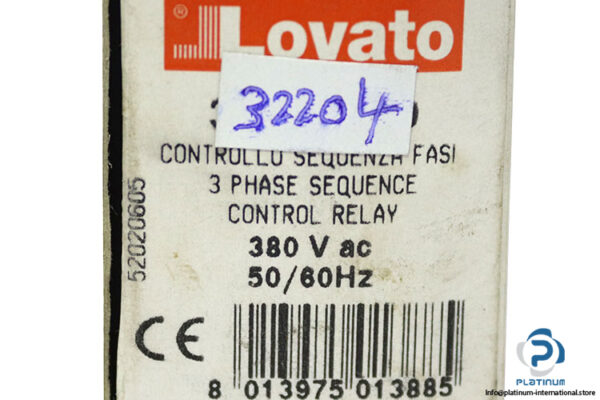 Lovato
32204
CONTROLLO SEQUENZA FASI
3 PHASE SEQUENCE
CONTROL RELAY
380 V ac
50/60Hz
52020605
CE
8 013975 013885
PLATINUM
Info@platinum-international.store